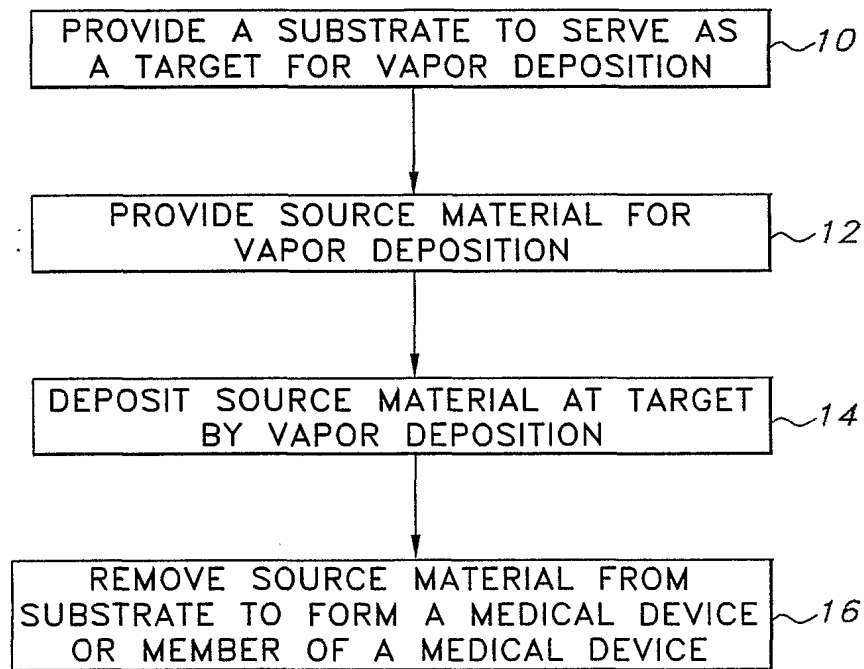 PROVIDE A SUBSTRATE TO SERVE AS
A TARGET FOR VAPOR DEPOSITION
10
PROVIDE SOURCE MATERIAL FOR
VAPOR DEPOSITION
12
DEPOSIT SOURCE MATERIAL AT TARGET
BY VAPOR DEPOSITION
14
REMOVE SOURCE MATERIAL FROM
SUBSTRATE TO FORM A MEDICAL DEVICE
OR MEMBER OF A MEDICAL DEVICE
16